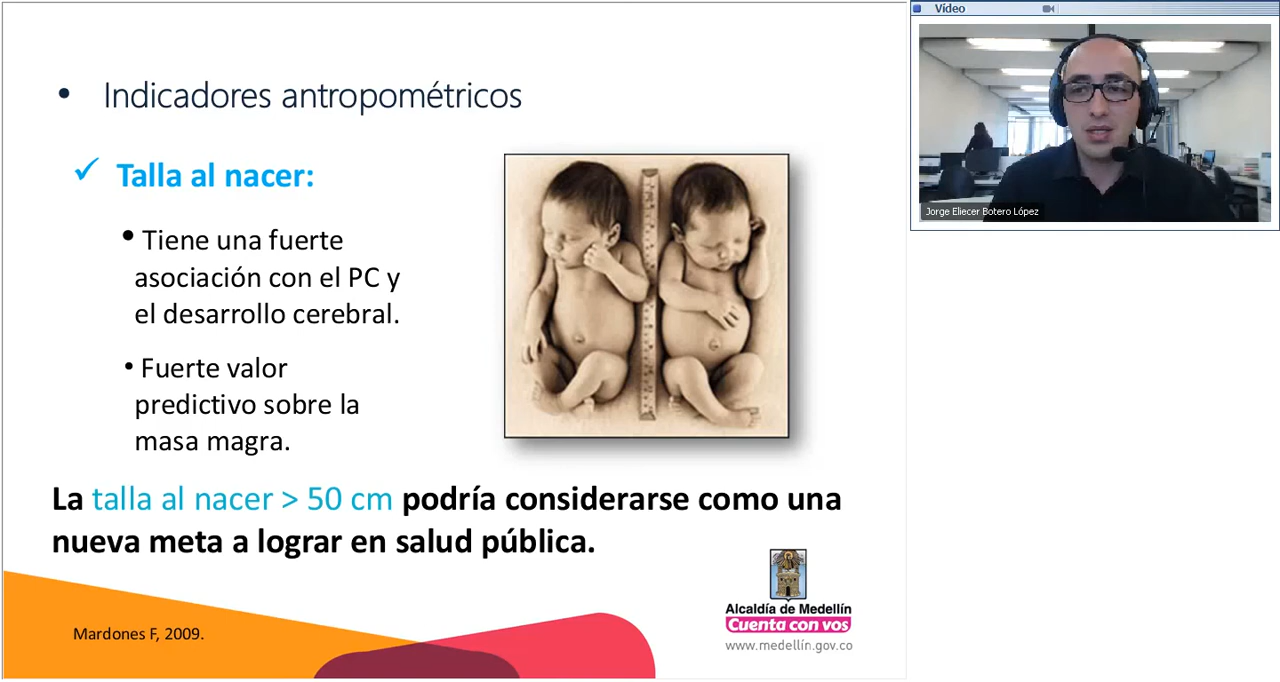 • Indicadores antropométricos
✓ Talla al nacer:
• Tiene una fuerte
asociación con el PC y
el desarrollo cerebral.
• Fuerte valor
predictivo sobre la
masa magra.
La talla al nacer > 50 cm podría considerarse como una
nueva meta a lograr en salud pública.
Mardones F, 2009.
Alcaldía de Medellín
Cuenta con vos
www.medellín.gov.co
Vídeo
Jorge Eliecer Botero López